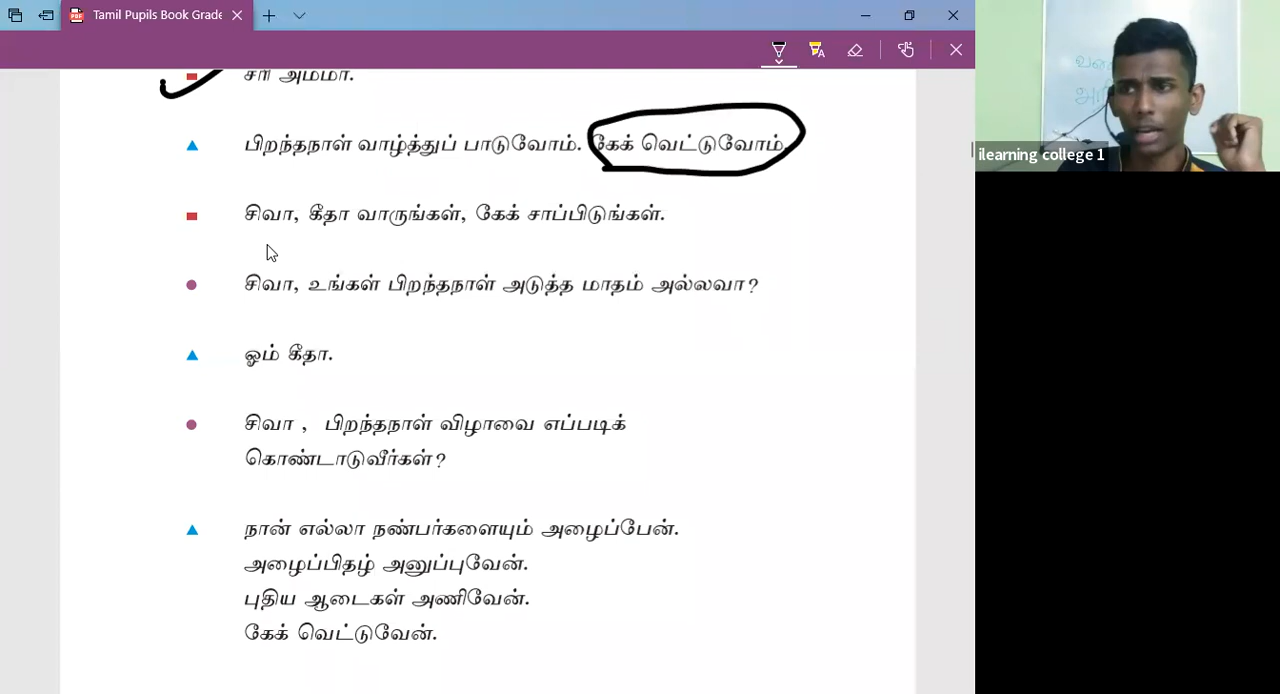 Tamil Pupils Book Grade
சரி அம்மா.
பிறந்தநாள் வாழ்த்துப் பாடுவோம். கேக் வெட்டுவோம்.
சிவா, கீதா வாருங்கள், கேக் சாப்பிடுங்கள்.
சிவா, உங்கள் பிறந்தநாள் அடுத்த மாதம் அல்லவா?
ஓம் கீதா.
சிவா , பிறந்தநாள் விழாவை எப்படிக்
கொண்டாடுவீர்கள்?
நான் எல்லா நண்பர்களையும் அழைப்பேன்.
அழைப்பிதழ் அனுப்புவேன்.
புதிய ஆடைகள் அணிவேன்.
கேக் வெட்டுவேன்.
ilearning college 1